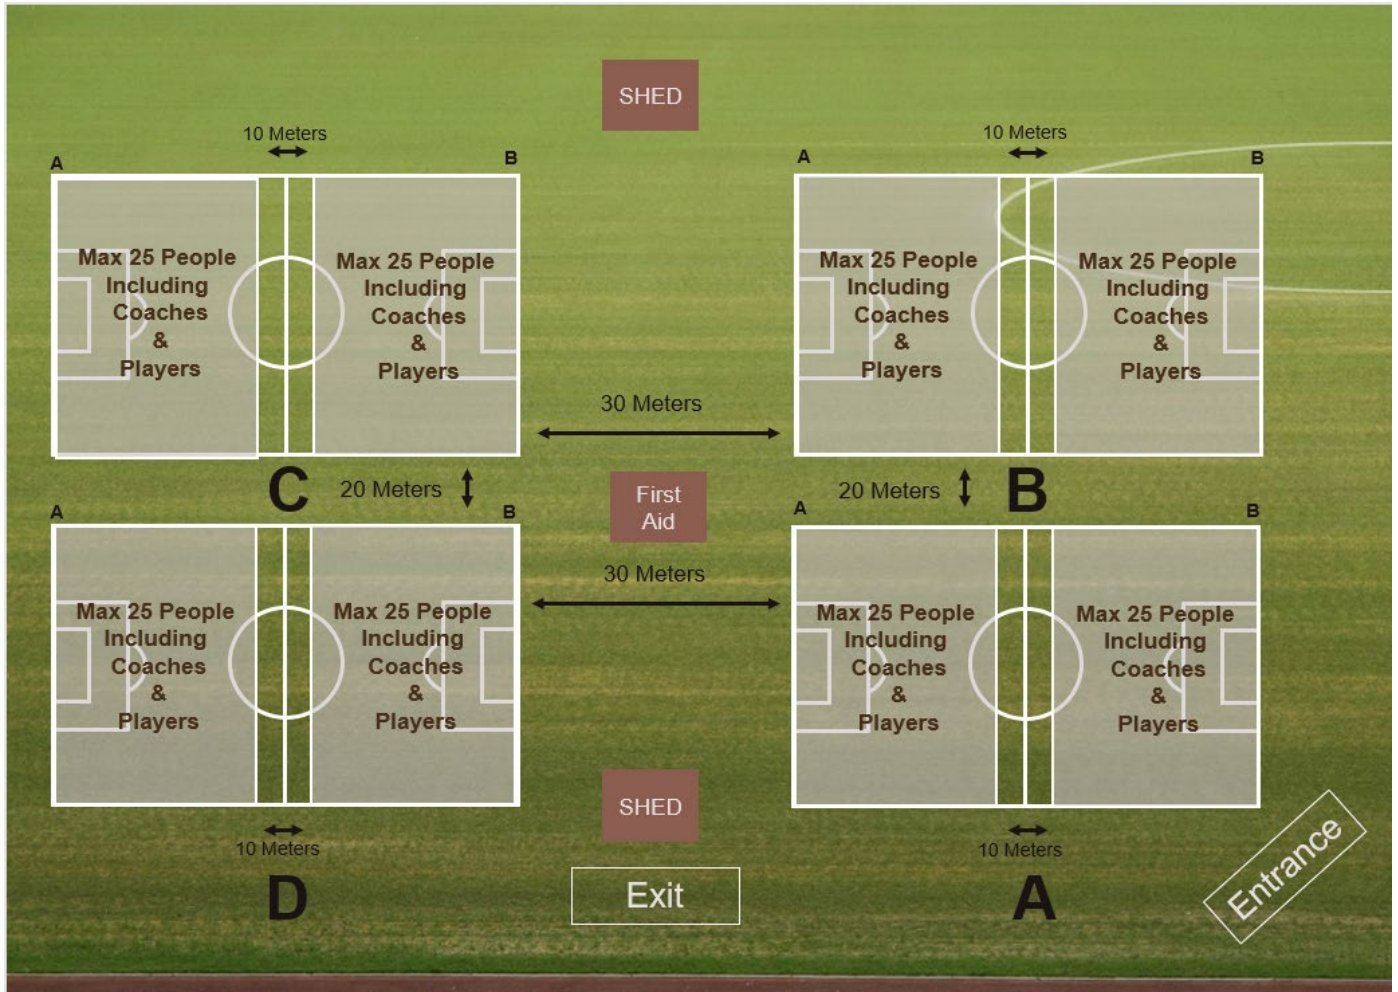 SHED
10 Meters
10 Meters
A
B
A
B
Max 25 People
Including
Coaches
&
Players
Max 25 People
Including
Coaches
&
Players
Max 25 People
Including
Coaches
&
Players
Max 25 People
Including
Coaches
&
Players
30 Meters
C
20 Meters
First
Aid
20 Meters
B
A
B
A
B
30 Meters
Max 25 People
Including
Coaches
&
Players
Max 25 People
Including
Coaches
&
Players
Max 25 People
Including
Coaches
&
Players
Max 25 People
Including
Coaches
&
Players
SHED
10 Meters
10 Meters
D
Exit
A
Entrance